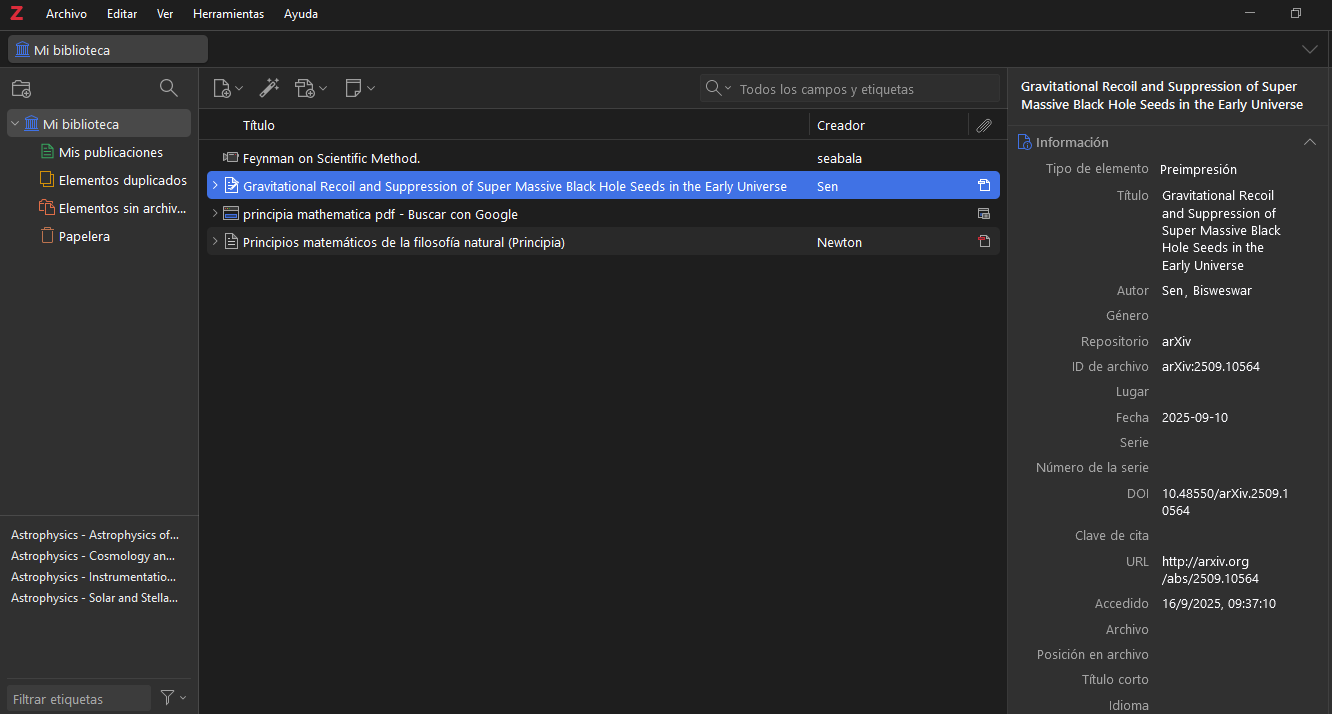 Z Archivo Editar Ver Herramientas Ayuda
Mi biblioteca
Todos los campos y etiquetas
Mi biblioteca
Mis publicaciones
Elementos duplicados
Elementos sin archiv...
Papelera
Astrophysics - Astrophysics of...
Astrophysics - Cosmology an...
Astrophysics - Instrumentatio...
Astrophysics - Solar and Stella...
Filtrar etiquetas
Título Creador
Feynman on Scientific Method. seabala
Gravitational Recoil and Suppression of Super Massive Black Hole Seeds in the Early Universe Sen
principia mathematica pdf - Buscar con Google
Principios matemáticos de la filosofía natural (Principia) Newton
Gravitational Recoil and Suppression of Super
Massive Black Hole Seeds in the Early Universe
Información
Tipo de elemento Preimpresión
Título Gravitational Recoil
and Suppression of
Super Massive Black
Hole Seeds in the
Early Universe
Autor Sen, Bisweswar
Género
Repositorio arXiv
ID de archivo arXiv:2509.10564
Lugar
Fecha 2025-09-10
Serie
Número de la serie
DOI 10.48550/arXiv.2509.1
0564
Clave de cita
URL http://arxiv.org
/abs/2509.10564
Accedido 16/9/2025, 09:37:10
Archivo
Posición en archivo
Título corto
Idioma